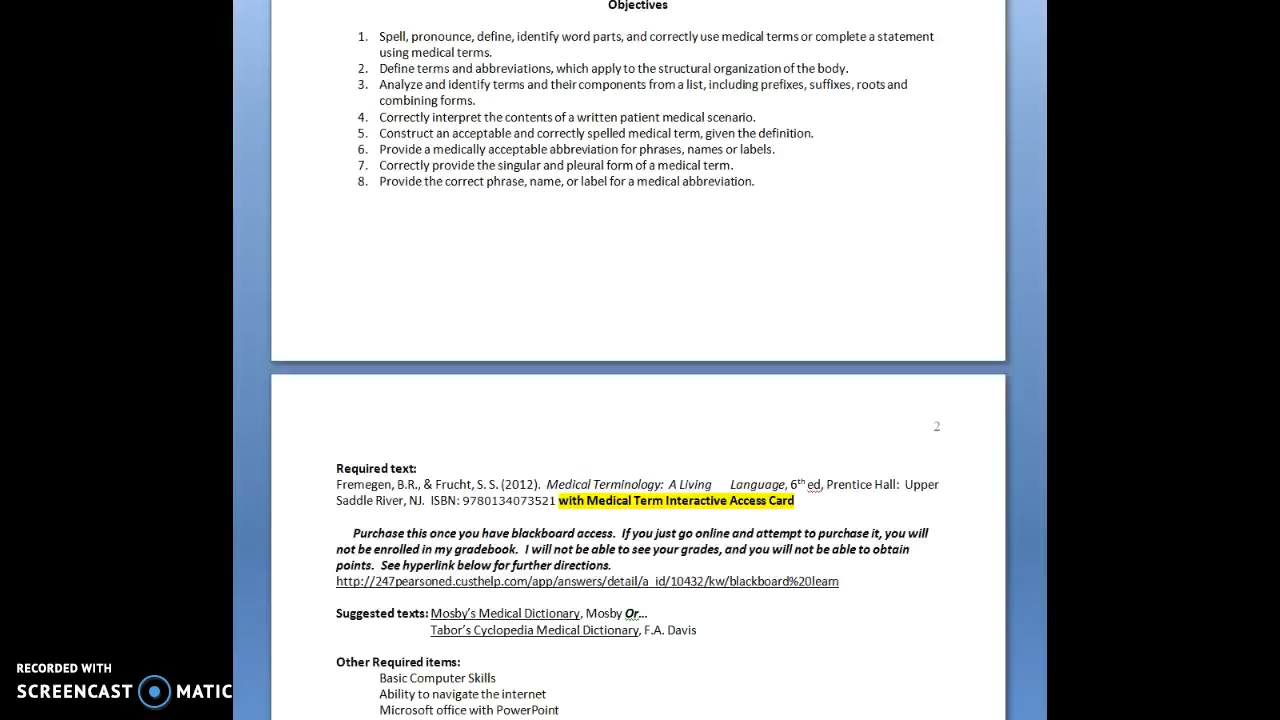 Objectives
1. Spell, pronounce, define, identify word parts, and correctly use medical terms or complete a statement
using medical terms.
2. Define terms and abbreviations, which apply to the structural organization of the body.
3. Analyze and identify terms and their components from a list, including prefixes, suffixes, roots and
combining forms.
4. Correctly interpret the contents of a written patient medical scenario.
5. Construct an acceptable and correctly spelled medical term, given the definition.
6. Provide a medically acceptable abbreviation for phrases, names or labels.
7. Correctly provide the singular and pleural form of a medical term.
8. Provide the correct phrase, name, or label for a medical abbreviation.
2
Required text:
Fremegen, B.R., & Frucht, S. S. (2012). Medical Terminology: A Living Language, 6th ed, Prentice Hall: Upper
Saddle River, NJ. ISBN: 9780134073521 with Medical Term Interactive Access Card
Purchase this once you have blackboard access. If you just go online and attempt to purchase it, you will
not be enrolled in my gradebook. I will not be able to see your grades, and you will not be able to obtain
points. See hyperlink below for further directions.
http://247pearsoned.custhelp.com/app/answers/detail/a_id/10432/kw/blackboard%20learn
Suggested texts: Mosby's Medical Dictionary, Mosby Or...
Tabor's Cyclopedia Medical Dictionary, F.A. Davis
Other Required items:
Basic Computer Skills
Ability to navigate the internet
Microsoft office with PowerPoint
RECORDED WITH
SCREENCAST MATIC